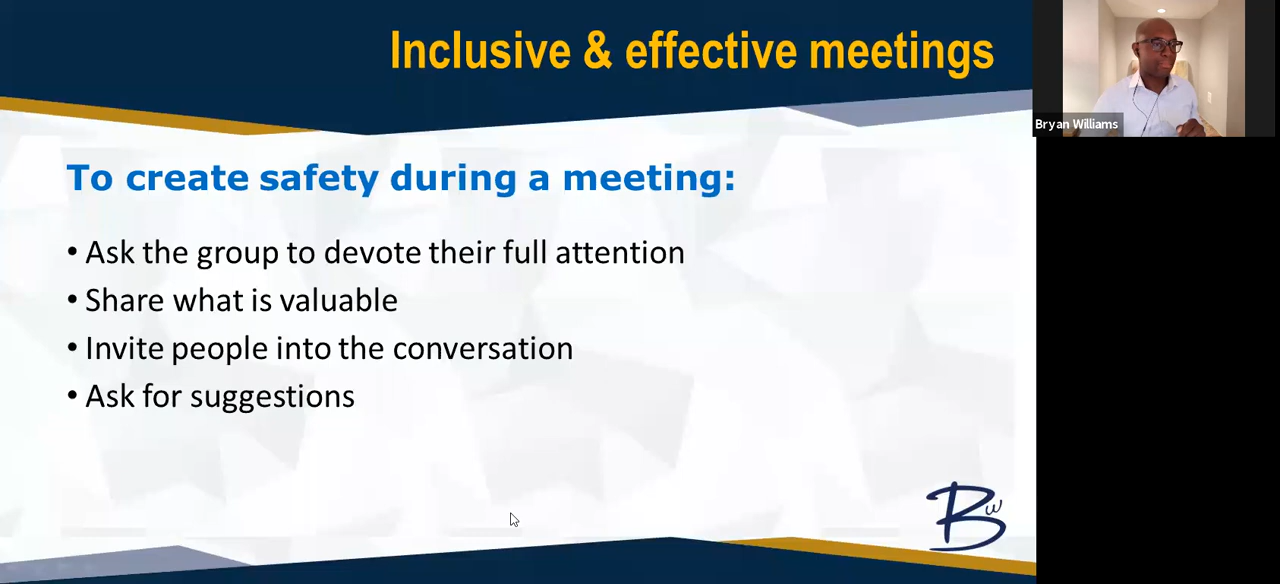 Inclusive & effective meetings
Bryan Williams
To create safety during a meeting:
• Ask the group to devote their full attention
• Share what is valuable
• Invite people into the conversation
• Ask for suggestions
Bw